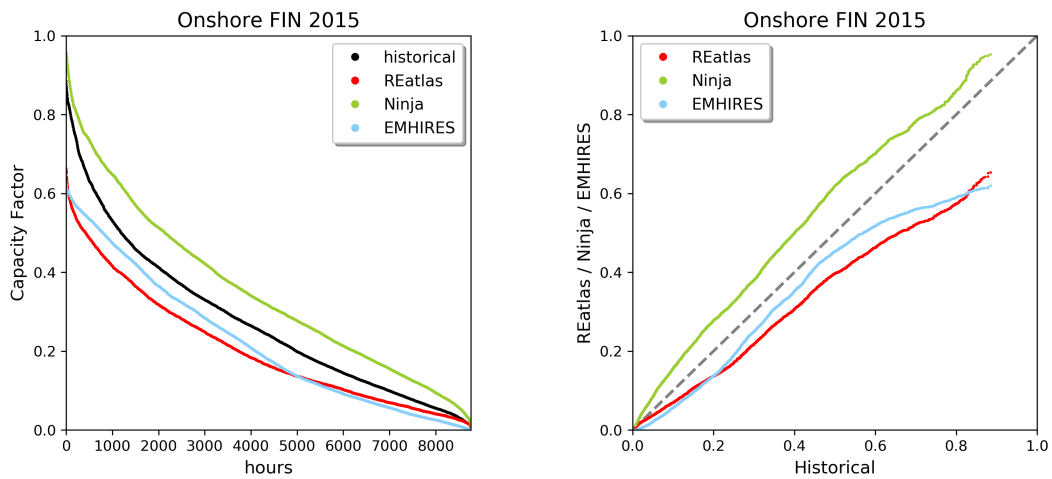 Onshore FIN 2015
1.0
0.8
0.6
0.4
0.2
0.0
Capacity Factor
historical
REatlas
Ninja
EMHIRES
0 1000 2000 3000 4000 5000 6000 7000 8000
hours
Onshore FIN 2015
1.0
0.8
0.6
0.4
0.2
0.0
REatlas / Ninja / EMHIRES
REatlas
Ninja
EMHIRES
0.0 0.2 0.4 0.6 0.8 1.0
Historical